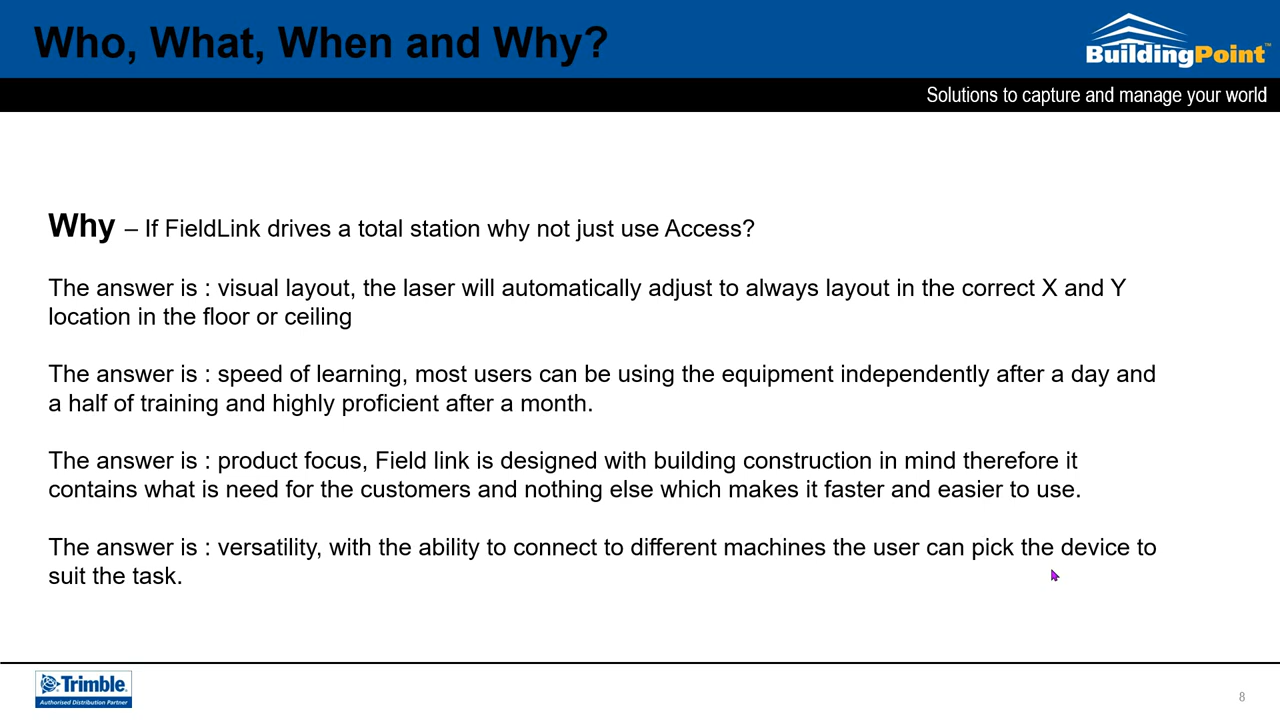 Who, What, When and Why?
BuildingPoint™
Solutions to capture and manage your world
Why – If FieldLink drives a total station why not just use Access?
The answer is : visual layout, the laser will automatically adjust to always layout in the correct X and Y
location in the floor or ceiling
The answer is : speed of learning, most users can be using the equipment independently after a day and
a half of training and highly proficient after a month.
The answer is : product focus, Field link is designed with building construction in mind therefore it
contains what is need for the customers and nothing else which makes it faster and easier to use.
The answer is : versatility, with the ability to connect to different machines the user can pick the device to
suit the task.
Trimble.
Authorised Distribution Partner
8